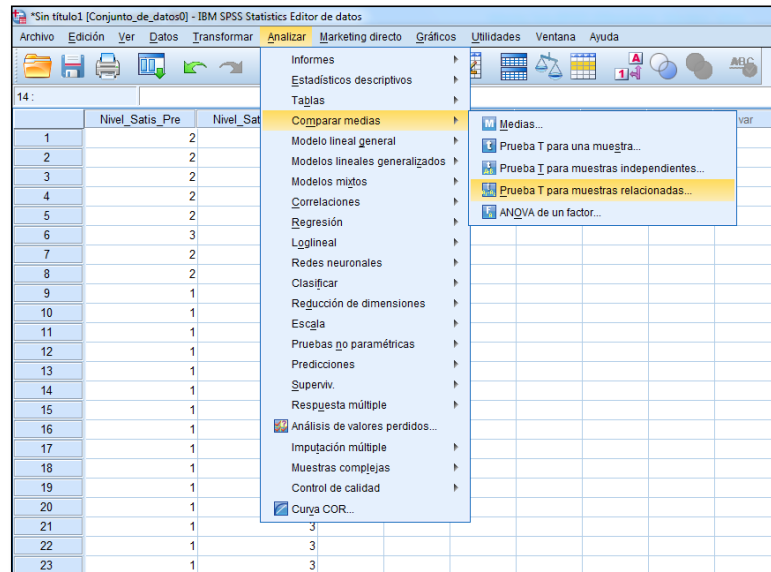 *Sin título1 [Conjunto_de_datos0] - IBM SPSS Statistics Editor de datos
Archivo Edición Ver Datos Transformar Analizar Marketing directo Gráficos Utilidades Ventana Ayuda
14 :
Nivel_Satis_Pre Nivel_Sat var
1 2
2 2
3 2
4 2
5 2
6 3
7 2
8 2
9 1
10 1
11 1
12 1
13 1
14 1
15 1
16 1
17 1
18 1
19 1
20 1
21 1 3
22 1 3
23 1 3
Informes
Estadísticos descriptivos
Tablas
Comparar medias
Modelo lineal general
Modelos lineales generalizados
Modelos mixtos
Correlaciones
Regresión
Loglineal
Redes neuronales
Clasificar
Reducción de dimensiones
Escala
Pruebas no paramétricas
Predicciones
Superviv.
Respuesta múltiple
Análisis de valores perdidos...
Imputación múltiple
Muestras complejas
Control de calidad
Curva COR...
Medias...
Prueba T para una muestra...
Prueba T para muestras independientes...
Prueba T para muestras relacionadas...
ANOVA de un factor...